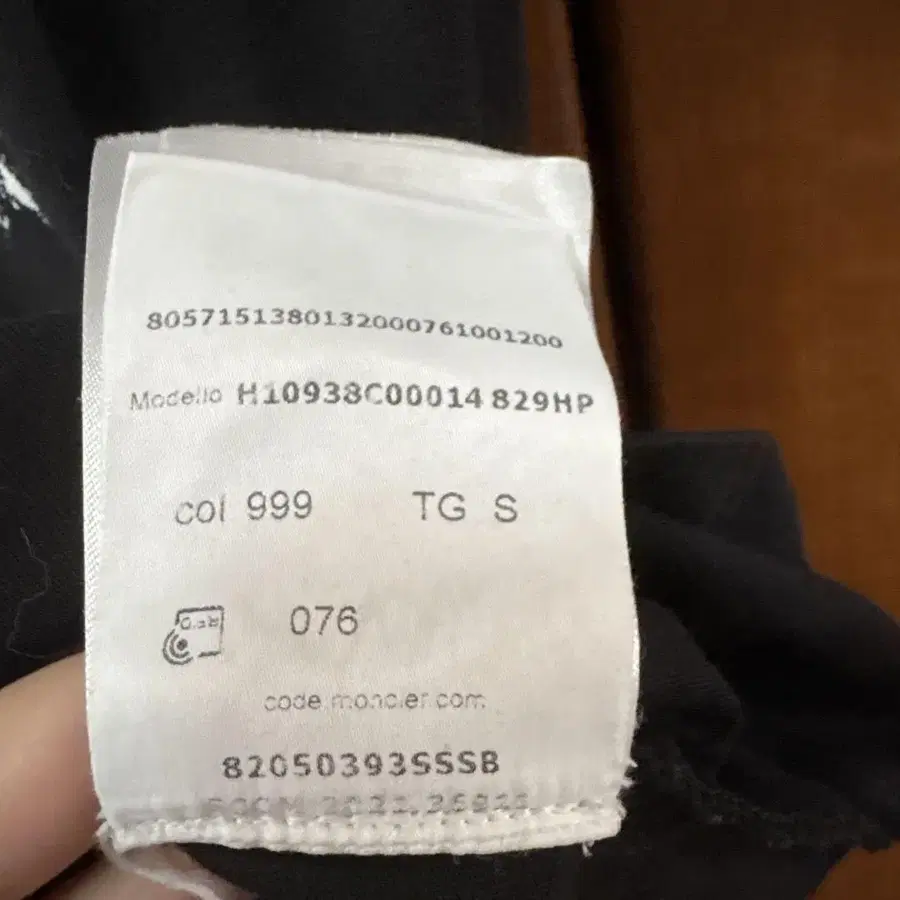 8057151380132000761001200
Modello H10938C00014 829HP
col 999 TG S
076
code.moncler.com
82050393SSSB